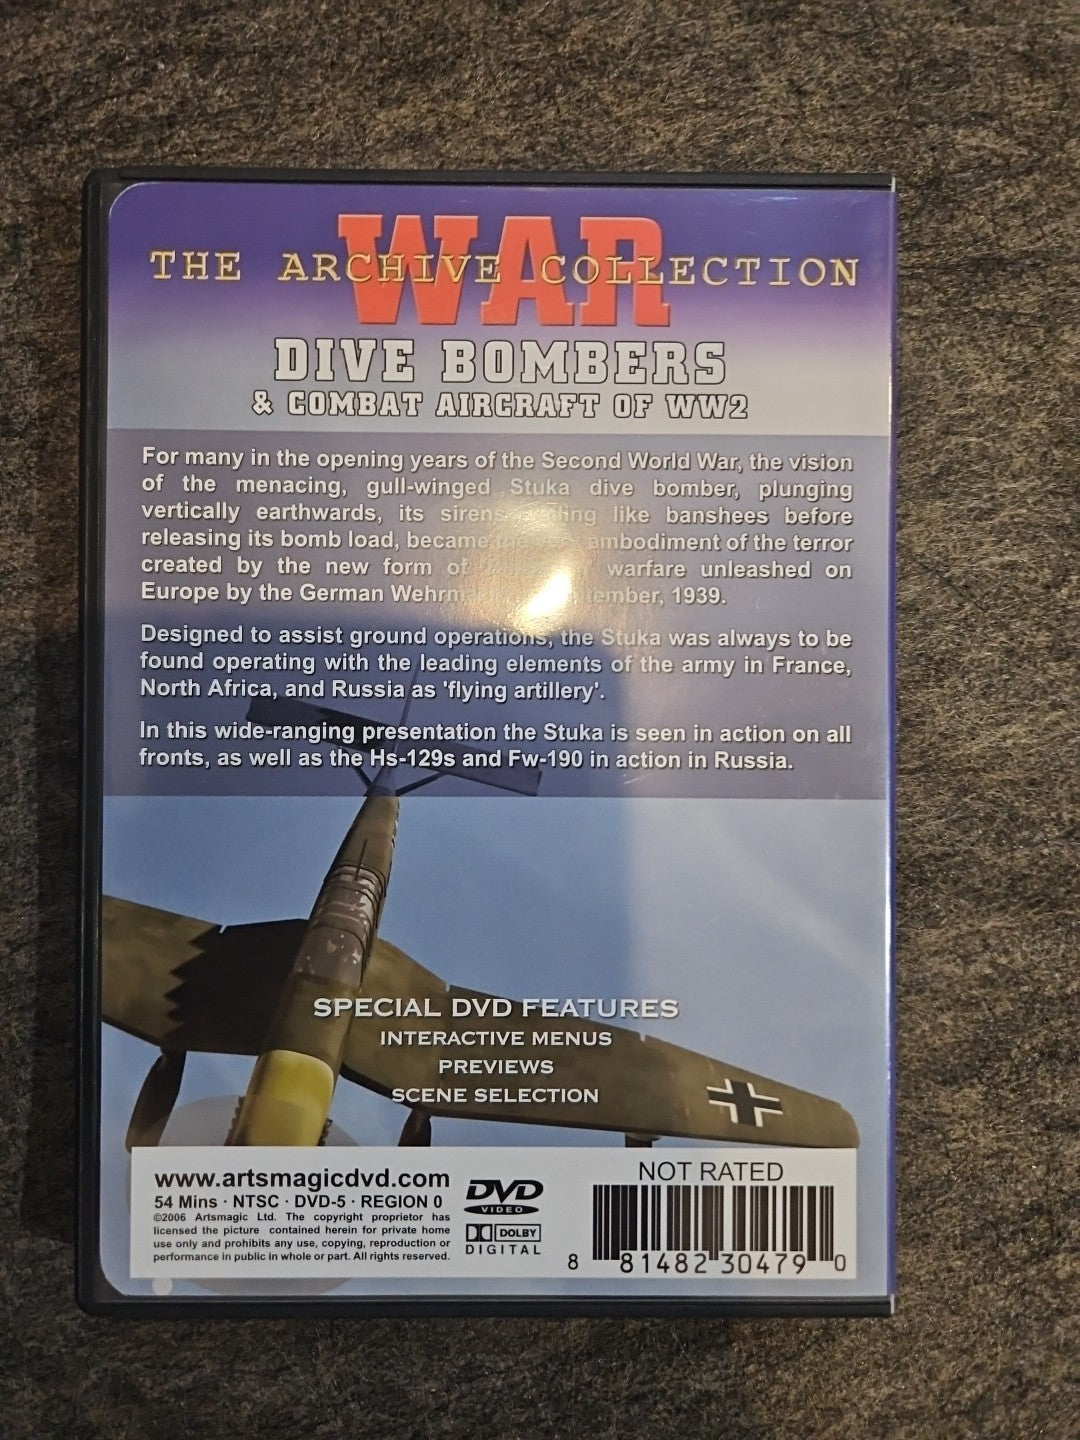 WAR
THE ARCHIVE COLLECTION
DIVE BOMBERS
& COMBAT AIRCRAFT OF WW2
For many in the opening years of the Second World War, the vision
of the menacing, gull-winged Stuka dive bomber, plunging
vertically earthwards, its sirens like banshees before
releasing its bomb load, became embodiment of the terror
created by the new form of warfare unleashed on
Europe by the German 1939.
Designed to assist ground operations, the Stuka was always to be
found operating with the leading elements of the army in France,
North Africa, and Russia as 'flying artillery'.
In this wide-ranging presentation the Stuka is seen in action on all
fronts, as well as the Hs-129s and Fw-190 in action in Russia.
SPECIAL DVD FEATURES
INTERACTIVE MENUS
PREVIEWS
SCENE SELECTION
www.artsmagicdvd.com
54 Mins · NTSC · DVD-5 · REGION 0
©2006 Artsmagic Ltd. The copyright proprietor has
licensed the picture contained herein for private home
use only and prohibits any use, copying, reproduction or
performance in public in whole or part. All rights reserved.
DVD
VIDEO
DOLBY
DIGITAL
NOT RATED
8 81482 30479 0